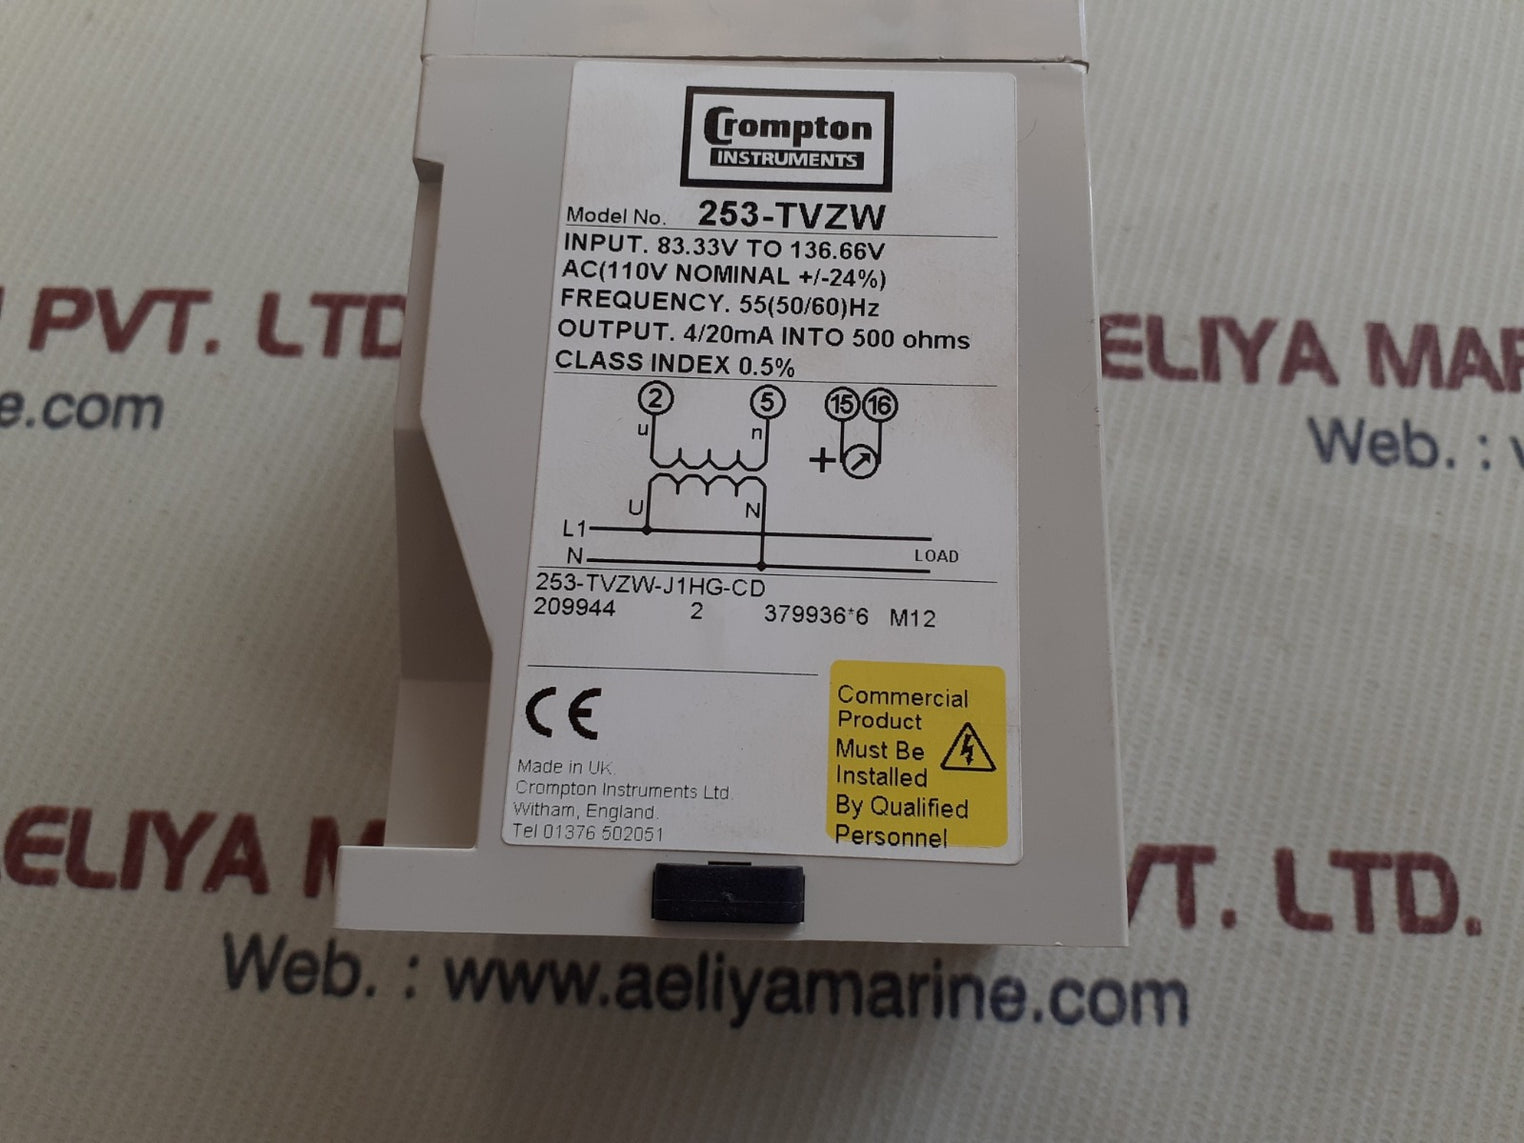 Crompton
INSTRUMENTS
Model No. 253-TVZW
INPUT. 83.33V TO 136.66V
AC(110V NOMINAL +/-24%)
FREQUENCY. 55(50/60)Hz
OUTPUT. 4/20mA INTO 500 ohms
CLASS INDEX 0.5%
2 5 15 16
u n
+
U N
L1
N LOAD
253-TVZW-J1HG-CD
209944 2 379936*6 M12
CE
Made in UK.
Crompton Instruments Ltd.
Witham, England.
Tel 01376 502051
Commercial
Product
Must Be
Installed
By Qualified
Personnel
PVT. LTD
e.com
ELIYA MAR
Web. :
AELIYA M
VT. LTD.
Web. : www.aeliyamarine.com